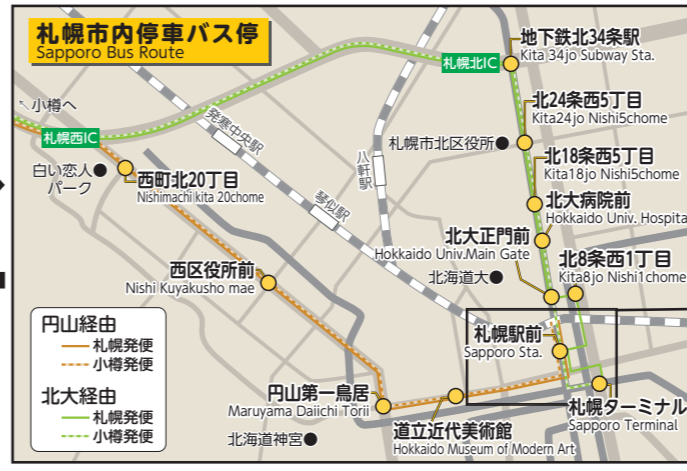 札幌市内停車バス停
Sapporo Bus Route
札幌北IC
地下鉄北34条駅
Kita 34jo Subway Sta.
↖小樽へ
札幌西IC
発寒中央駅
八軒駅
琴似駅
札幌市北区役所
北24条西5丁目
Kita24jo Nishi5chome
白い恋人
パーク
西町北20丁目
Nishimachi kita 20chome
北18条西5丁目
Kita18jo Nishi5chome
北大病院前
Hokkaido Univ. Hospita
北大正門前
Hokkaido Univ.Main Gate
北海道大
北8条西1丁目
Kita8jo Nishi1chome
西区役所前
Nishi Kuyakusho mae
円山経由
札幌発便
小樽発便
北大経由
札幌発便
小樽発便
札幌駅前
Sapporo Sta.
円山第一鳥居
Maruyama Daiichi Torii
北海道神宮
道立近代美術館
Hokkaido Museum of Modern Art
札幌ターミナル
Sapporo Terminal